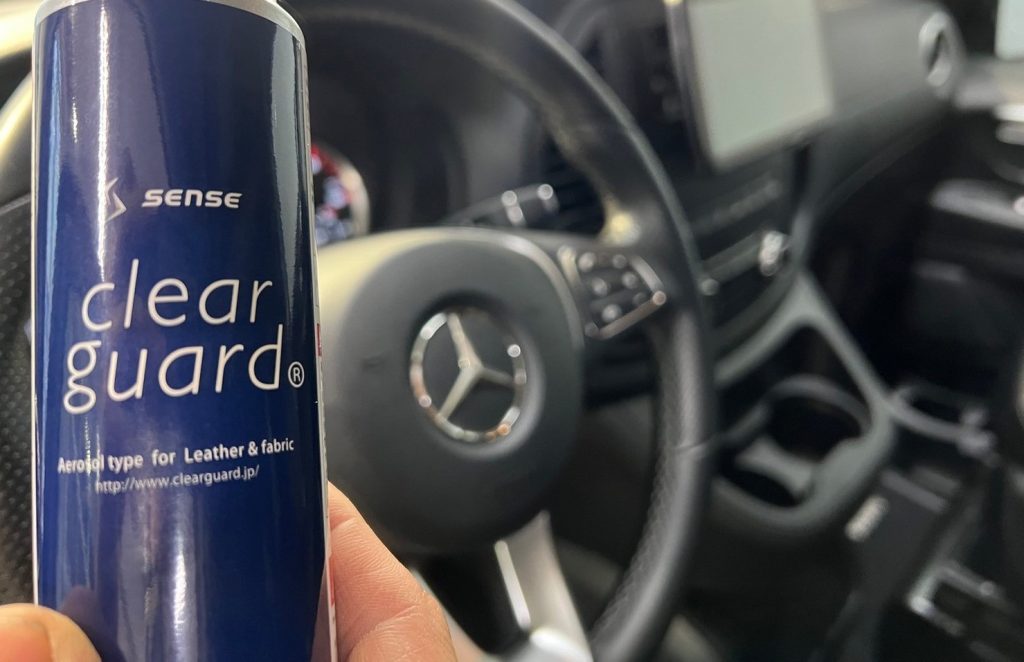 SENSE
clear
guard®
Aerosol type for Leather & fabric
http://www.clearguard.jp/